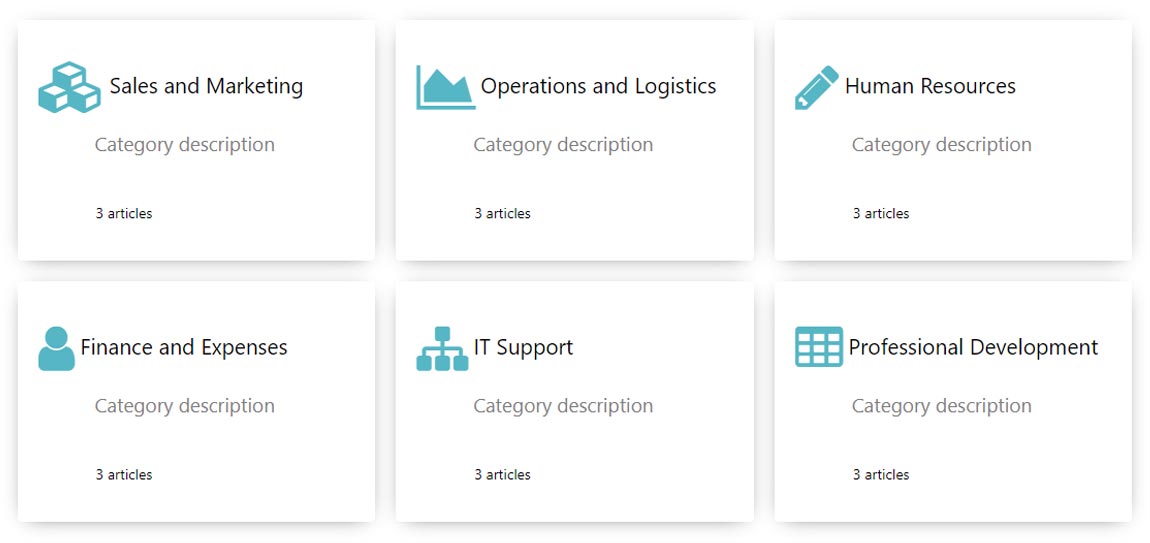 Sales and Marketing
Category description
3 articles
Operations and Logistics
Category description
3 articles
Human Resources
Category description
3 articles
Finance and Expenses
Category description
3 articles
IT Support
Category description
3 articles
Professional Development
Category description
3 articles